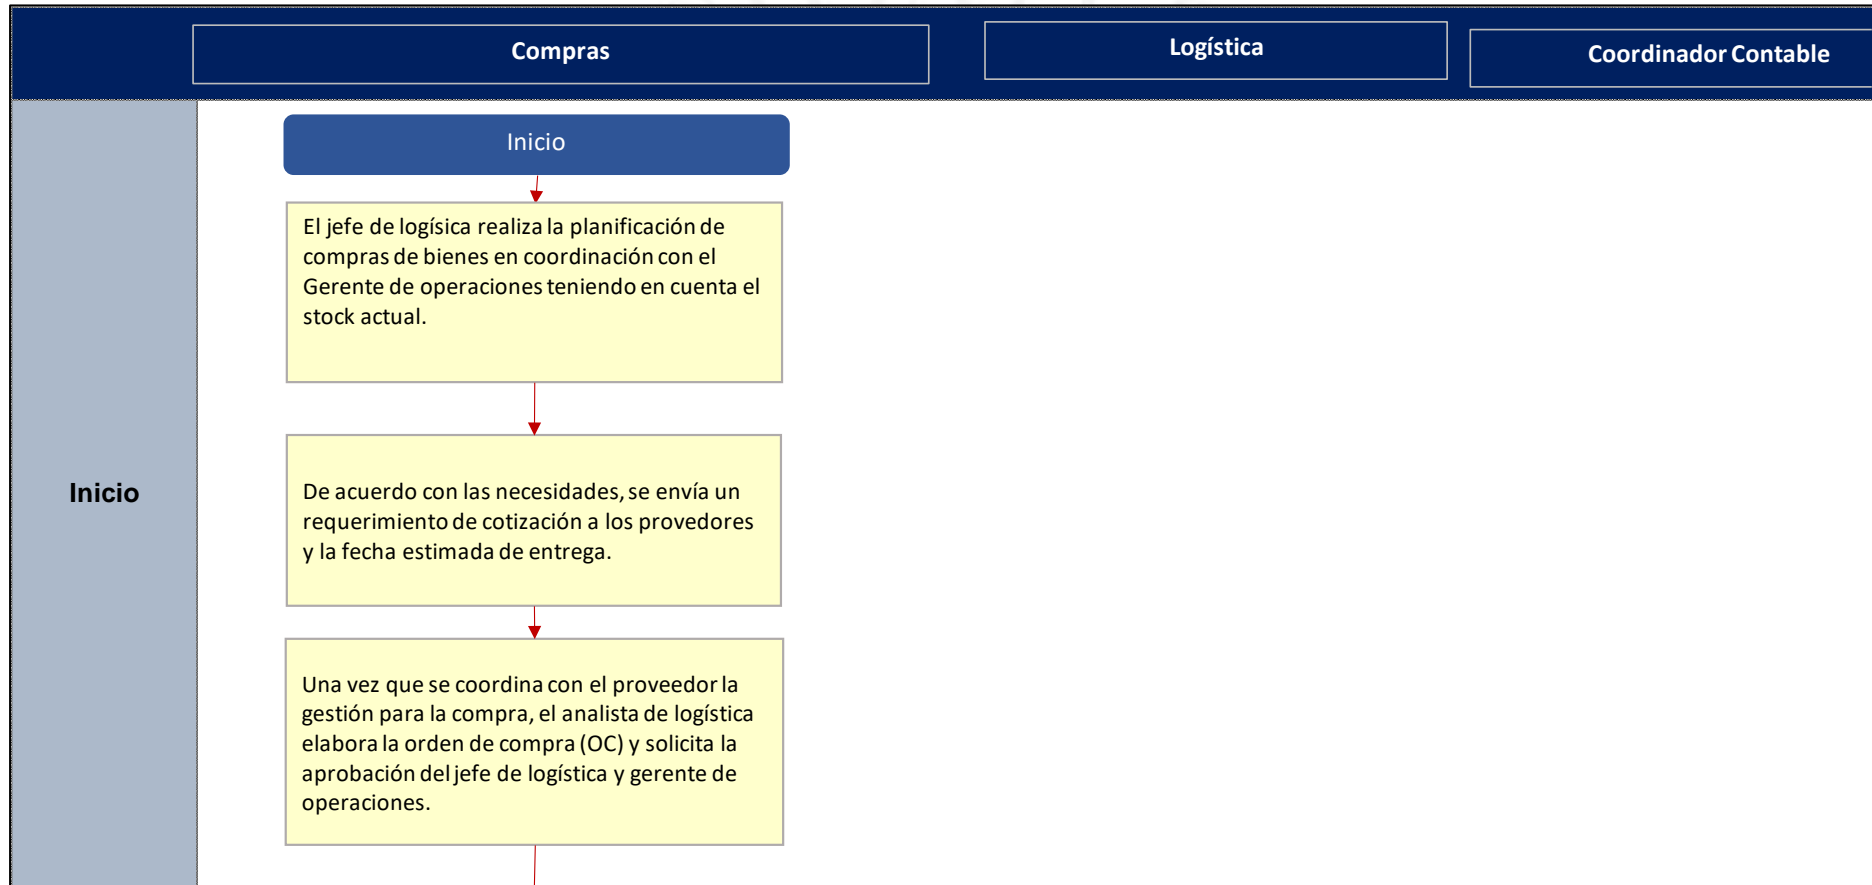 Compras
Logística
Coordinador Contable
Inicio
El jefe de logísica realiza la planificación de
compras de bienes en coordinación con el
Gerente de operaciones teniendo en cuenta el
stock actual.
Inicio
De acuerdo con las necesidades, se envía un
requerimiento de cotización a los provedores
y la fecha estimada de entrega.
Una vez que se coordina con el proveedor la
gestión para la compra, el analista de logística
elabora la orden de compra (OC) y solicita la
aprobación del jefe de logística y gerente de
operaciones.